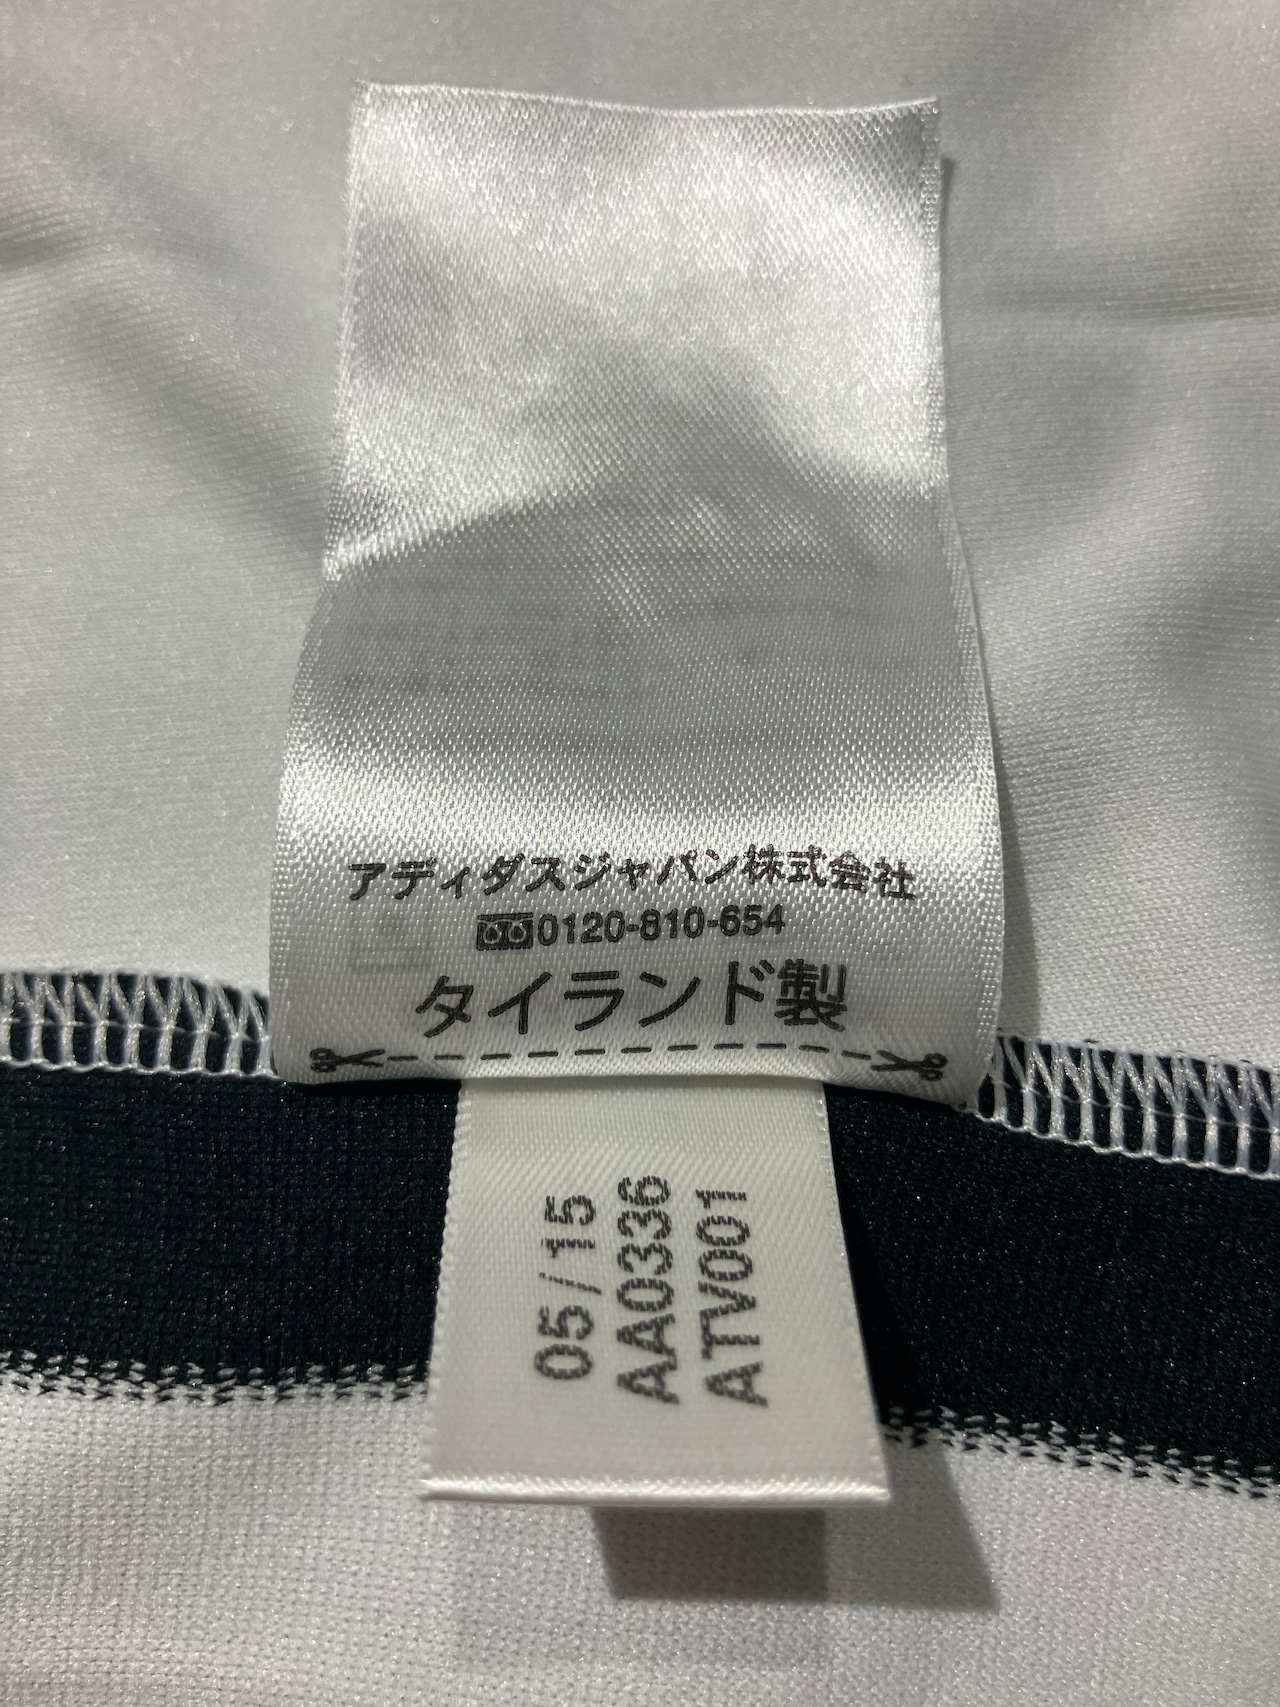 アディダスジャパン株式会社
0120-810-654
タイランド製
05/15
AA0336
ATV001